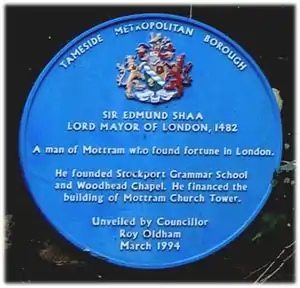 TAMESIDE METROPOLITAN BOROUGH
SIR EDMUND SHAA
LORD MAYOR OF LONDON, 1482
A man of Mottram who found fortune in London.
He founded Stockport Grammar School
and Woodhead Chapel. He financed the
building of Mottram Church Tower.
Unveiled by Councillor
Roy Oldham
March 1994